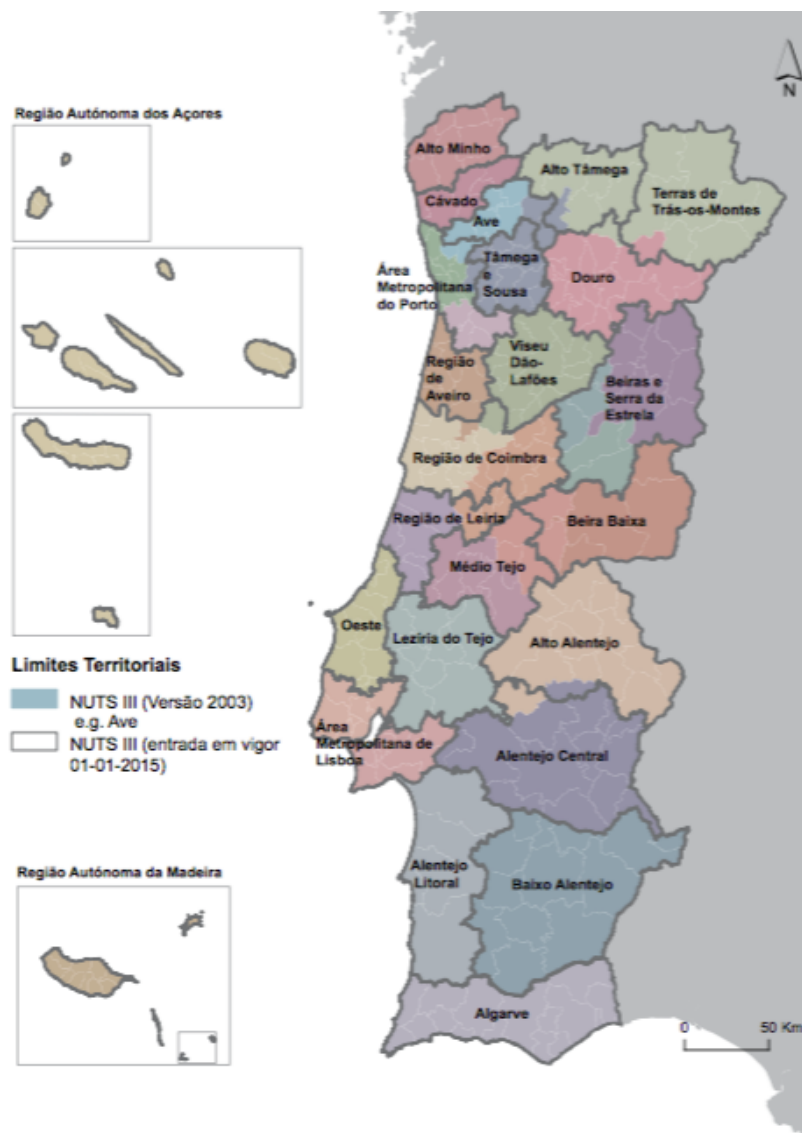 N
Região Autónoma dos Açores
Alto Minho
Alto Tâmega
Terras de
Trás-os-Montes
Cávado
Ave
Área
Metropolitana
do Porto
Tâmega
e
Sousa
Douro
Região
de
Aveiro
Viseu
Dão-
Lafões
Beiras e
Serra da
Estrela
Região de Coimbra
Região de Leiria
Beira Baixa
Médio Tejo
Oeste
Lezíria do Tejo
Alto Alentejo
Limites Territoriais
NUTS III (Versão 2003)
e.g. Ave
NUTS III (entrada em vigor
01-01-2015)
Área
Metropolitana de
Lisboa
Alentejo Central
Região Autónoma da Madeira
Alentejo
Litoral
Baixo Alentejo
Algarve
0 50 Km